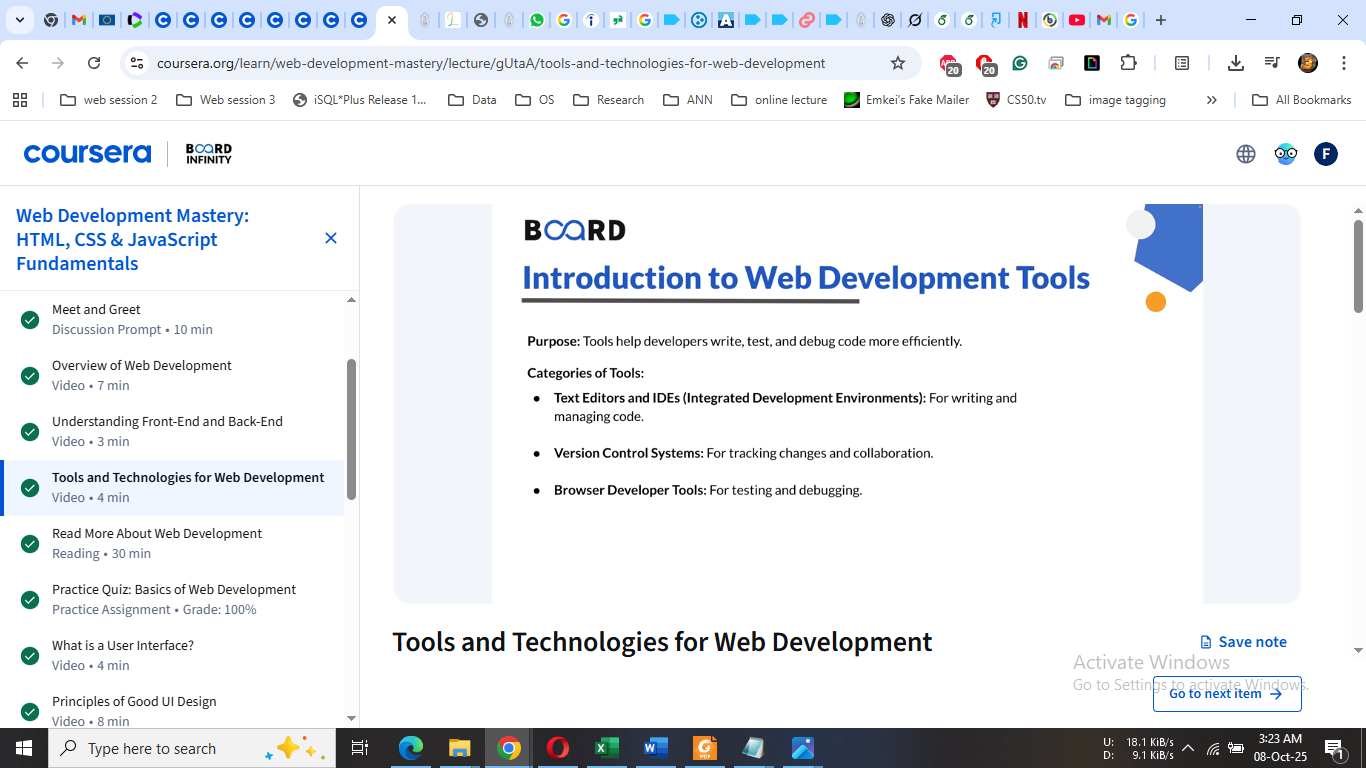 coursera.org/learn/web-development-mastery/lecture/gUtaA/tools-and-technologies-for-web-development
20
20
web session 2
Web session 3
iSQL*Plus Release 1...
Data
OS
Research
ANN
online lecture
Emkei's Fake Mailer
CS50.tv
image tagging
All Bookmarks
coursera
BOARD
INFINITY
F
Web Development Mastery:
HTML, CSS & JavaScript
Fundamentals
Meet and Greet
Discussion Prompt • 10 min
Overview of Web Development
Video • 7 min
Understanding Front-End and Back-End
Video • 3 min
Tools and Technologies for Web Development
Video • 4 min
Read More About Web Development
Reading • 30 min
Practice Quiz: Basics of Web Development
Practice Assignment • Grade: 100%
What is a User Interface?
Video • 4 min
Principles of Good UI Design
Video • 8 min
BOARD
Introduction to Web Development Tools
Purpose: Tools help developers write, test, and debug code more efficiently.
Categories of Tools:
• Text Editors and IDEs (Integrated Development Environments): For writing and
managing code.
• Version Control Systems: For tracking changes and collaboration.
• Browser Developer Tools: For testing and debugging.
Tools and Technologies for Web Development
Save note
Activate Windows
Go to Settings to activate Windows.
Go to next item
Type here to search
U: 18.1 KiB/s
D: 9.1 KiB/s
3:23 AM
08-Oct-25
1